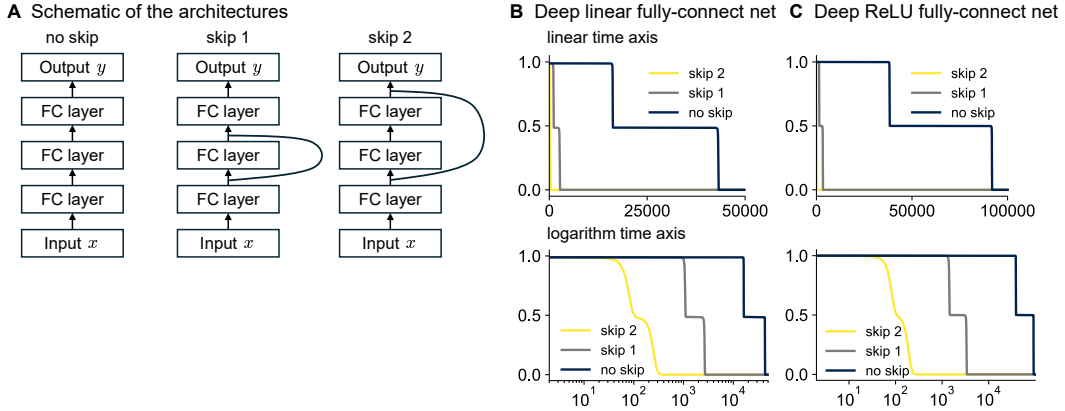 A Schematic of the architectures
no skip
Output y
FC layer
FC layer
FC layer
Input x
skip 1
Output y
FC layer
FC layer
FC layer
Input x
skip 2
Output y
FC layer
FC layer
FC layer
Input x
B Deep linear fully-connect net
linear time axis
1.0
0.5
0.0
skip 2
skip 1
no skip
0
25000
50000
logarithm time axis
1.0
0.5
0.0
skip 2
skip 1
no skip
10¹
10²
10³
10⁴
C Deep ReLU fully-connect net
1.0
0.5
0.0
skip 2
skip 1
no skip
0
50000
100000
1.0
0.5
0.0
skip 2
skip 1
no skip
10¹
10²
10³
10⁴